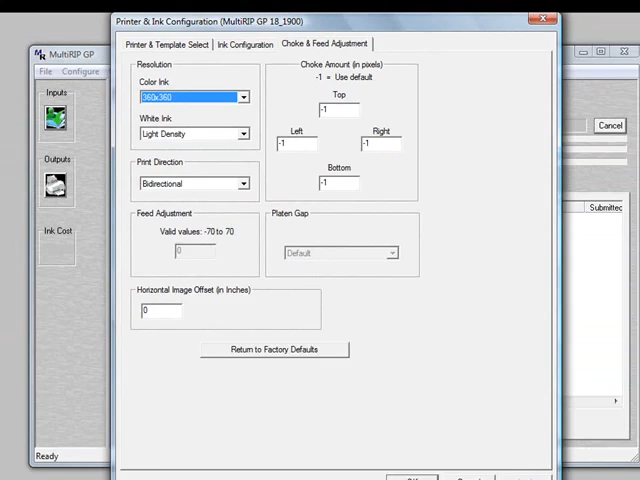 Printer & Ink Configuration (MultiRIP GP 18_1900)
MultiRIP GP
File Configure
Printer & Template Select Ink Configuration Choke & Feed Adjustment
Inputs
Outputs
Ink Cost
Resolution
Color Ink
360x360
White Ink
Light Density
Print Direction
Bidirectional
Feed Adjustment
Valid values: -70 to 70
0
Choke Amount (in pixels)
-1 = Use default
Top
-1
Left Right
-1 -1
Bottom
-1
Platen Gap
Default
Horizontal Image Offset (in Inches)
0
Return to Factory Defaults
Cancel
Submitted
Ready